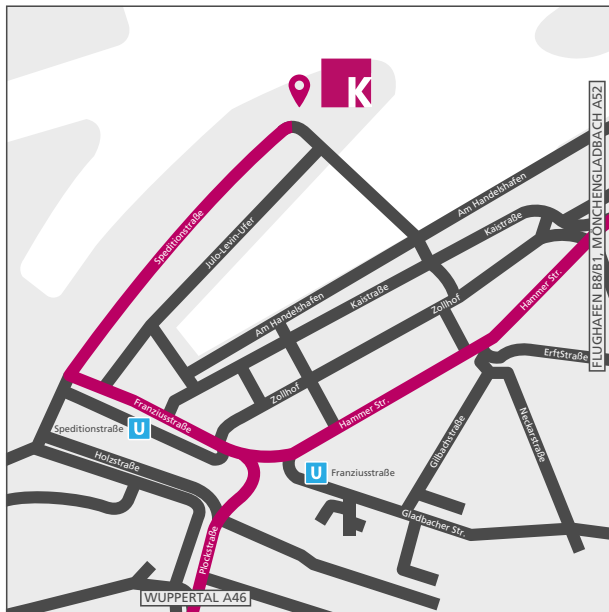 K
FLUGHAFEN B8/B1, MÖNCHENGLADBACH A52
Am Handelshafen
Kaistraße
Speditionstraße
Julo-Levin-Ufer
Hammer Str.
Zollhof
Am Handelshafen
Kaistraße
ErftStraße
Zollhof
Franziusstraße
Hammer Str.
Speditionstraße
U
Gilbachstraße
Neckarstraße
Holzstraße
U
Franziusstraße
Gladbacher Str.
Plockstraße
WUPPERTAL A46